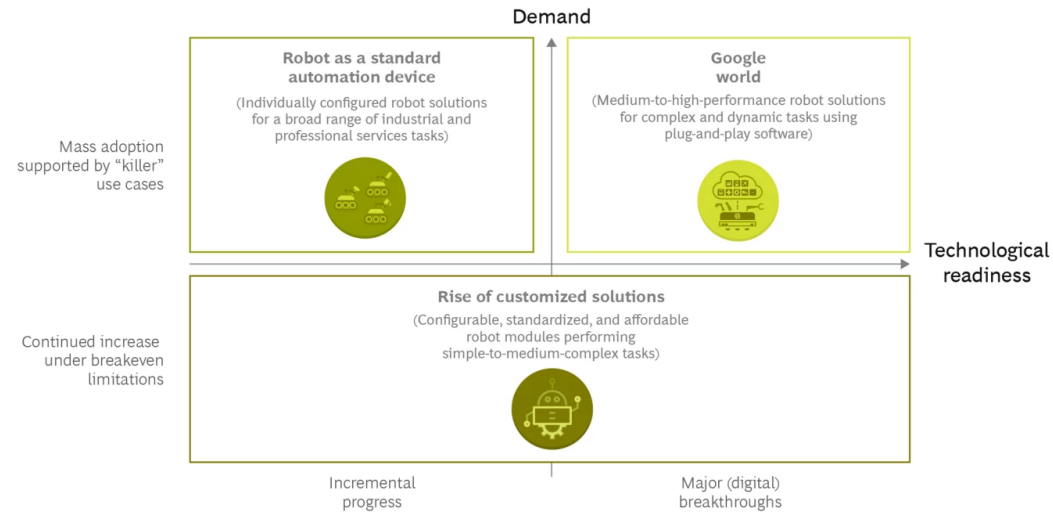 Demand
Robot as a standard
automation device
(Individually configured robot solutions
for a broad range of industrial and
professional services tasks)
Google
world
(Medium-to-high-performance robot solutions
for complex and dynamic tasks using
plug-and-play software)
Mass adoption
supported by “killer”
use cases
Technological
readiness
Rise of customized solutions
(Configurable, standardized, and affordable
robot modules performing
simple-to-medium-complex tasks)
Continued increase
under breakeven
limitations
Incremental
progress
Major (digital)
breakthroughs